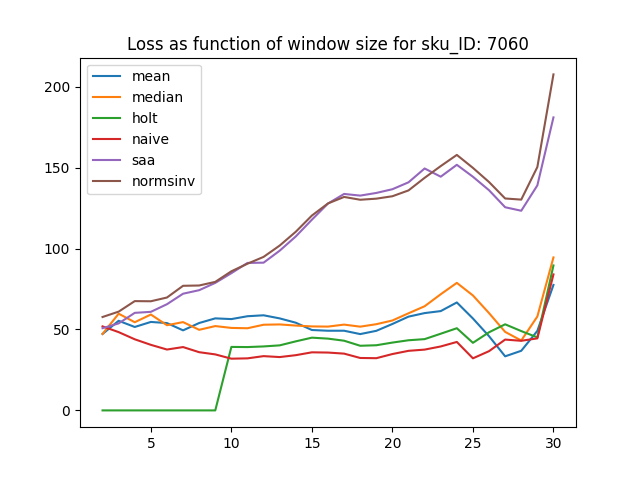 Loss as function of window size for sku_ID: 7060
mean
median
holt
naive
saa
normsinv
200
150
100
50
0
5 10 15 20 25 30